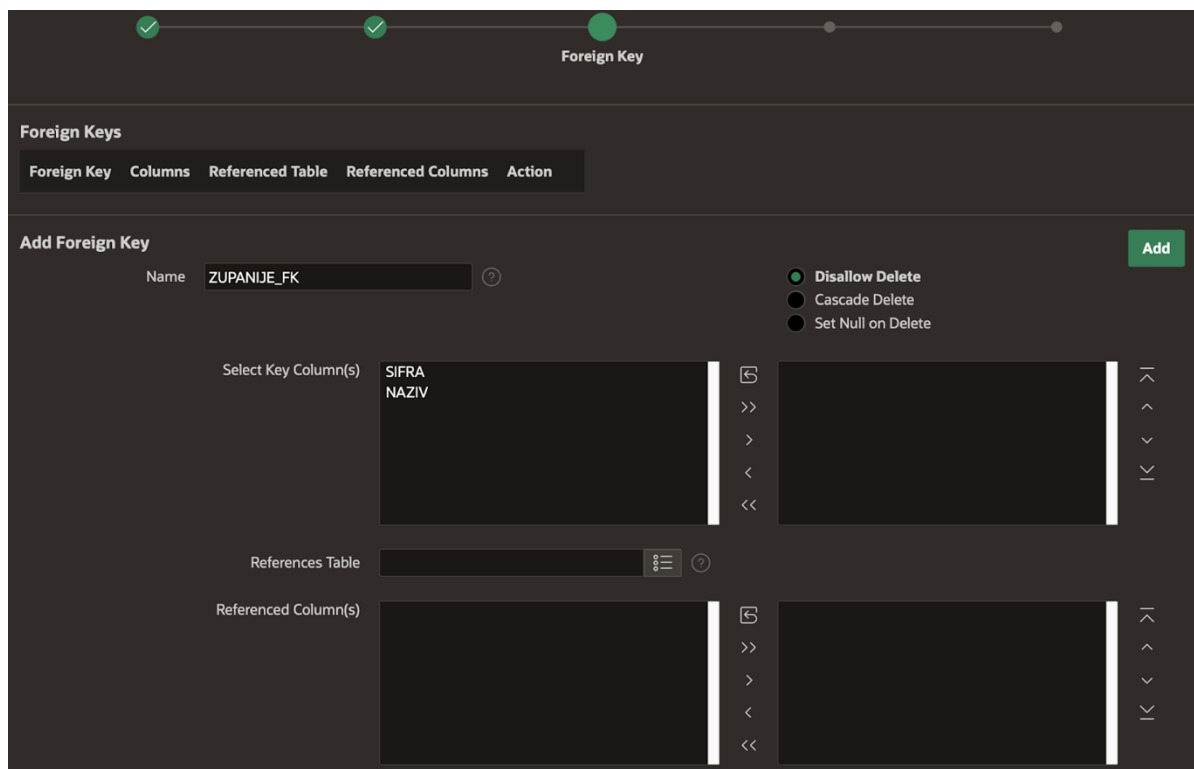 Foreign Key
Foreign Keys
Foreign Key Columns Referenced Table Referenced Columns Action
Add Foreign Key
Add
Name ZUPANIJE_FK
Disallow Delete
Cascade Delete
Set Null on Delete
Select Key Column(s)
SIFRA
NAZIV
References Table
Referenced Column(s)